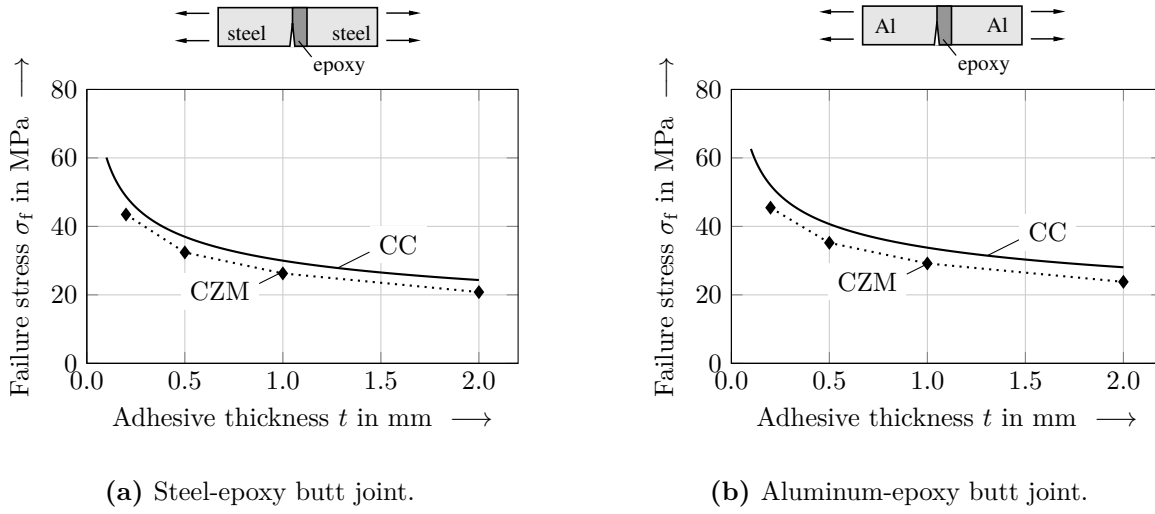 steel steel
epoxy
Failure stress σf in MPa ⟶
80
60
40
20
0
CC
CZM
0.0 0.5 1.0 1.5 2.0
Adhesive thickness t in mm ⟶
(a) Steel-epoxy butt joint.
Al Al
epoxy
Failure stress σf in MPa ⟶
80
60
40
20
0
CC
CZM
0.0 0.5 1.0 1.5 2.0
Adhesive thickness t in mm ⟶
(b) Aluminum-epoxy butt joint.